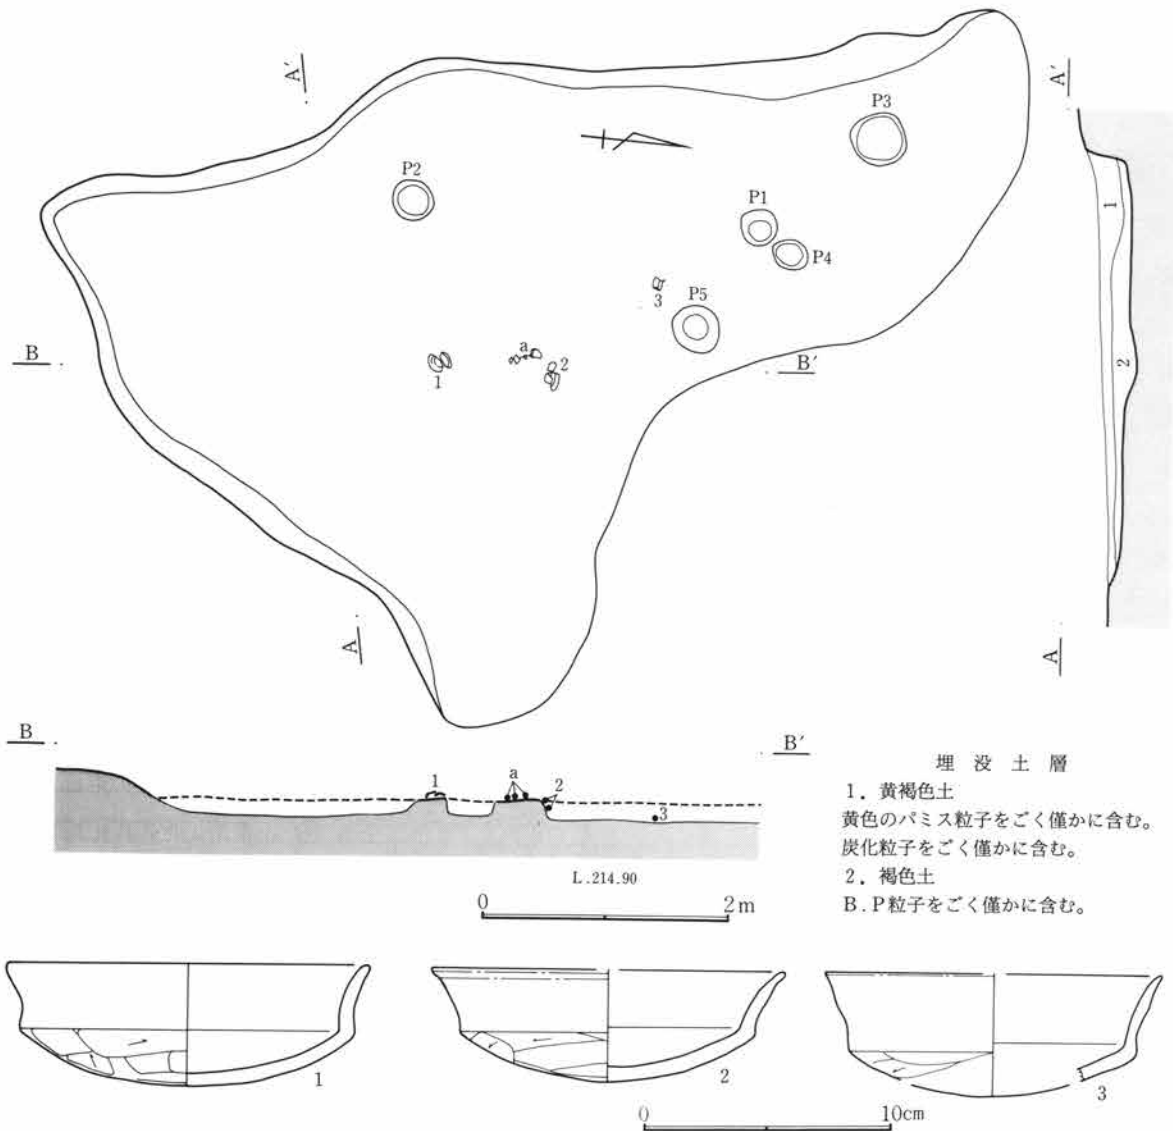 A′
A′
P3
P2
P1
P4
3
P5
B
a
2
1
B′
1
2
A
A
B
B′
1
a
2
3
L.214.90
0 2m
埋没土層
1. 黄褐色土
黄色のパミス粒子をごく僅かに含む。
炭化粒子をごく僅かに含む。
2. 褐色土
B.P粒子をごく僅かに含む。
1
2
3
0 10cm